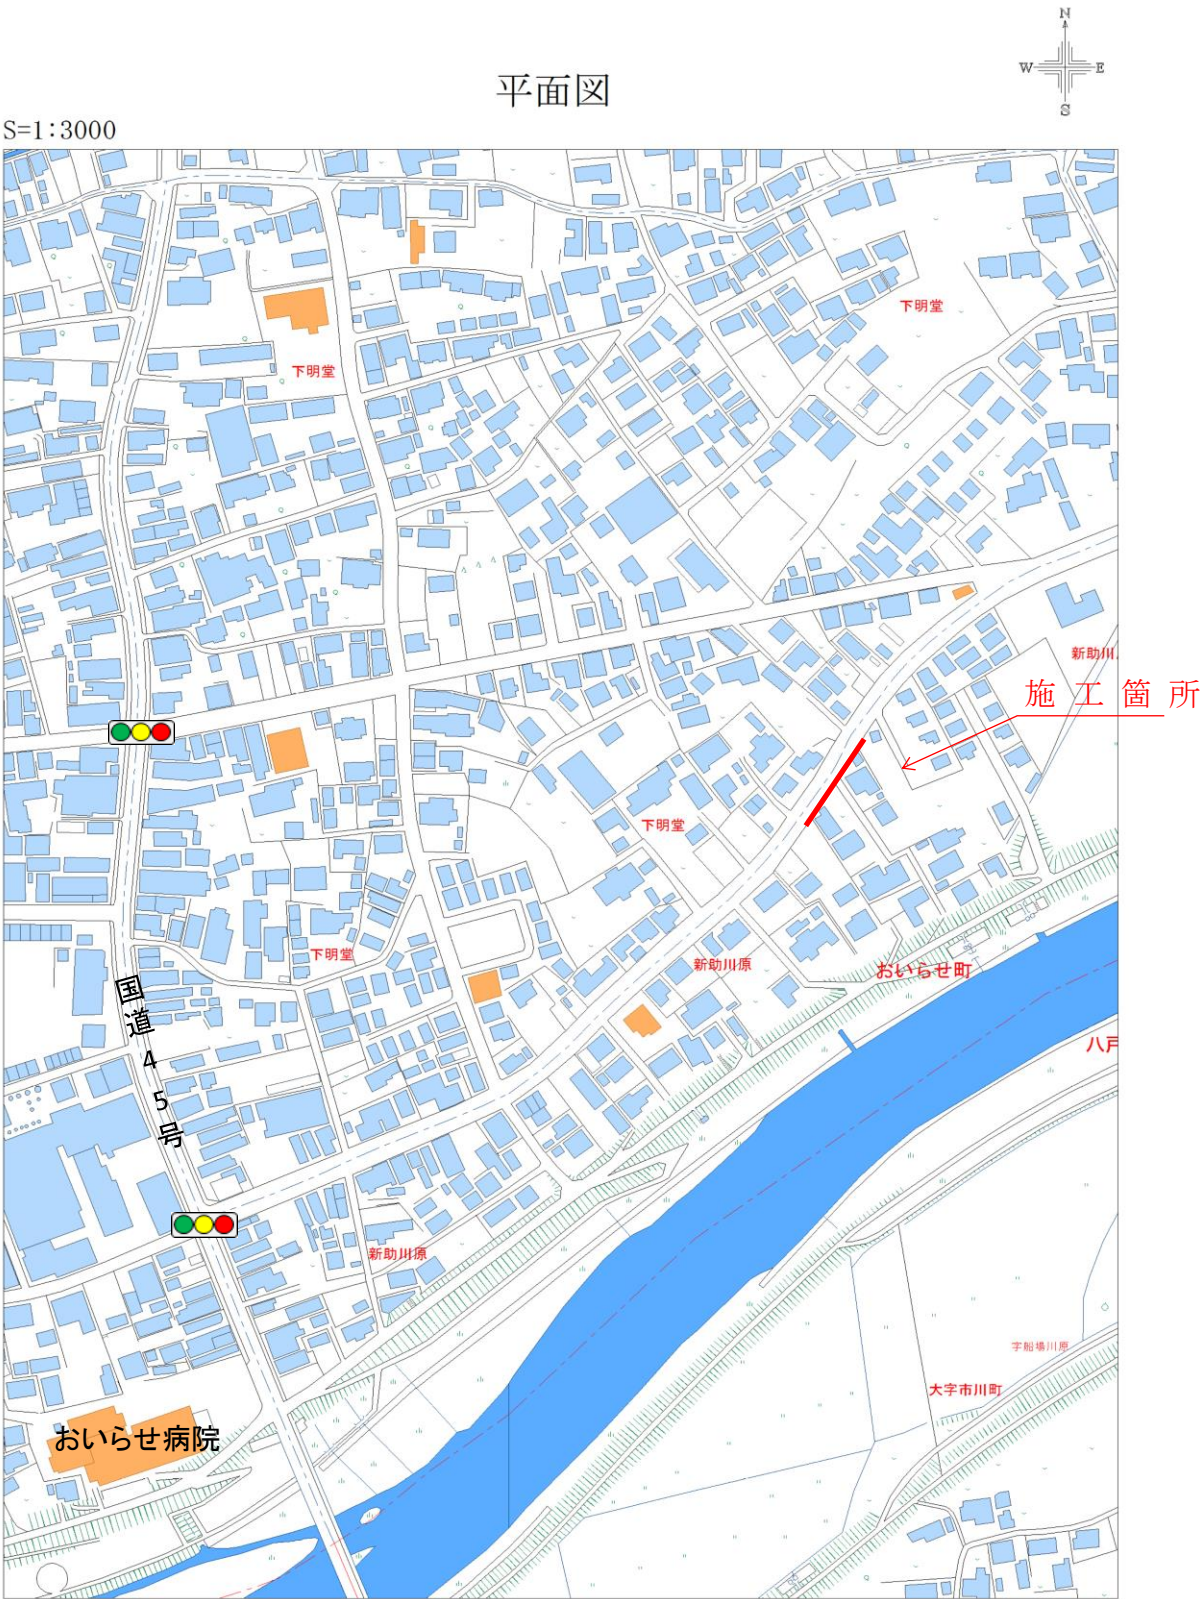 N
W E
S
平面図
S=1:3000
下明堂
下明堂
新助川
施工箇所
下明堂
下明堂
新助川原
おいらせ町
国道45号
八戸
新助川原
字船場川原
大字市川町
おいらせ病院